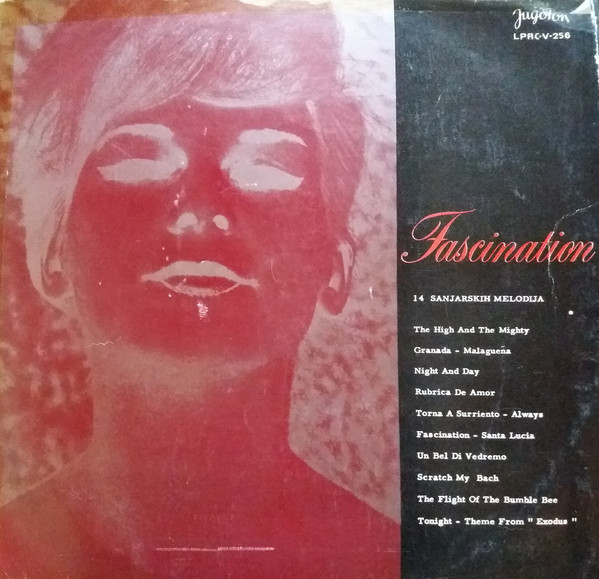 Jugoton
LPRC-V-256
Fascination
14 SANJARSKIH MELODIJA
The High And The Mighty
Granada - Malagueña
Night And Day
Rubrica De Amor
Torna A Surriento - Always
Fascination - Santa Lucia
Un Bel Di Vedremo
Scratch My Bach
The Flight Of The Bumble Bee
Tonight - Theme From " Exodus "